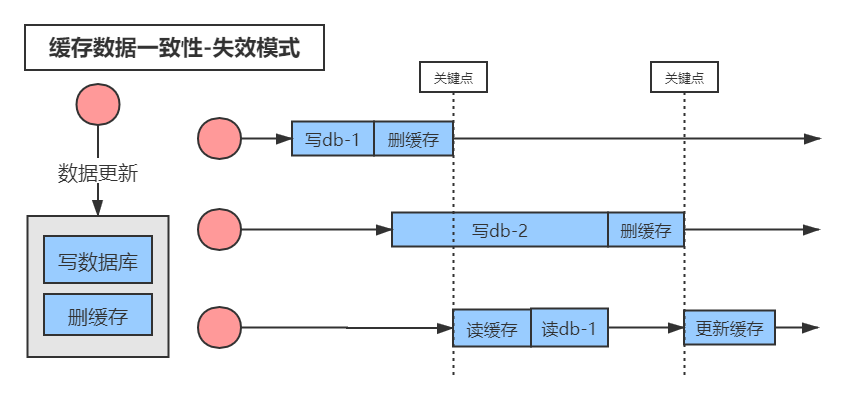 缓存数据一致性-失效模式
数据更新
写数据库
删缓存
关键点
关键点
写db-1
删缓存
写db-2
删缓存
读缓存
读db-1
更新缓存